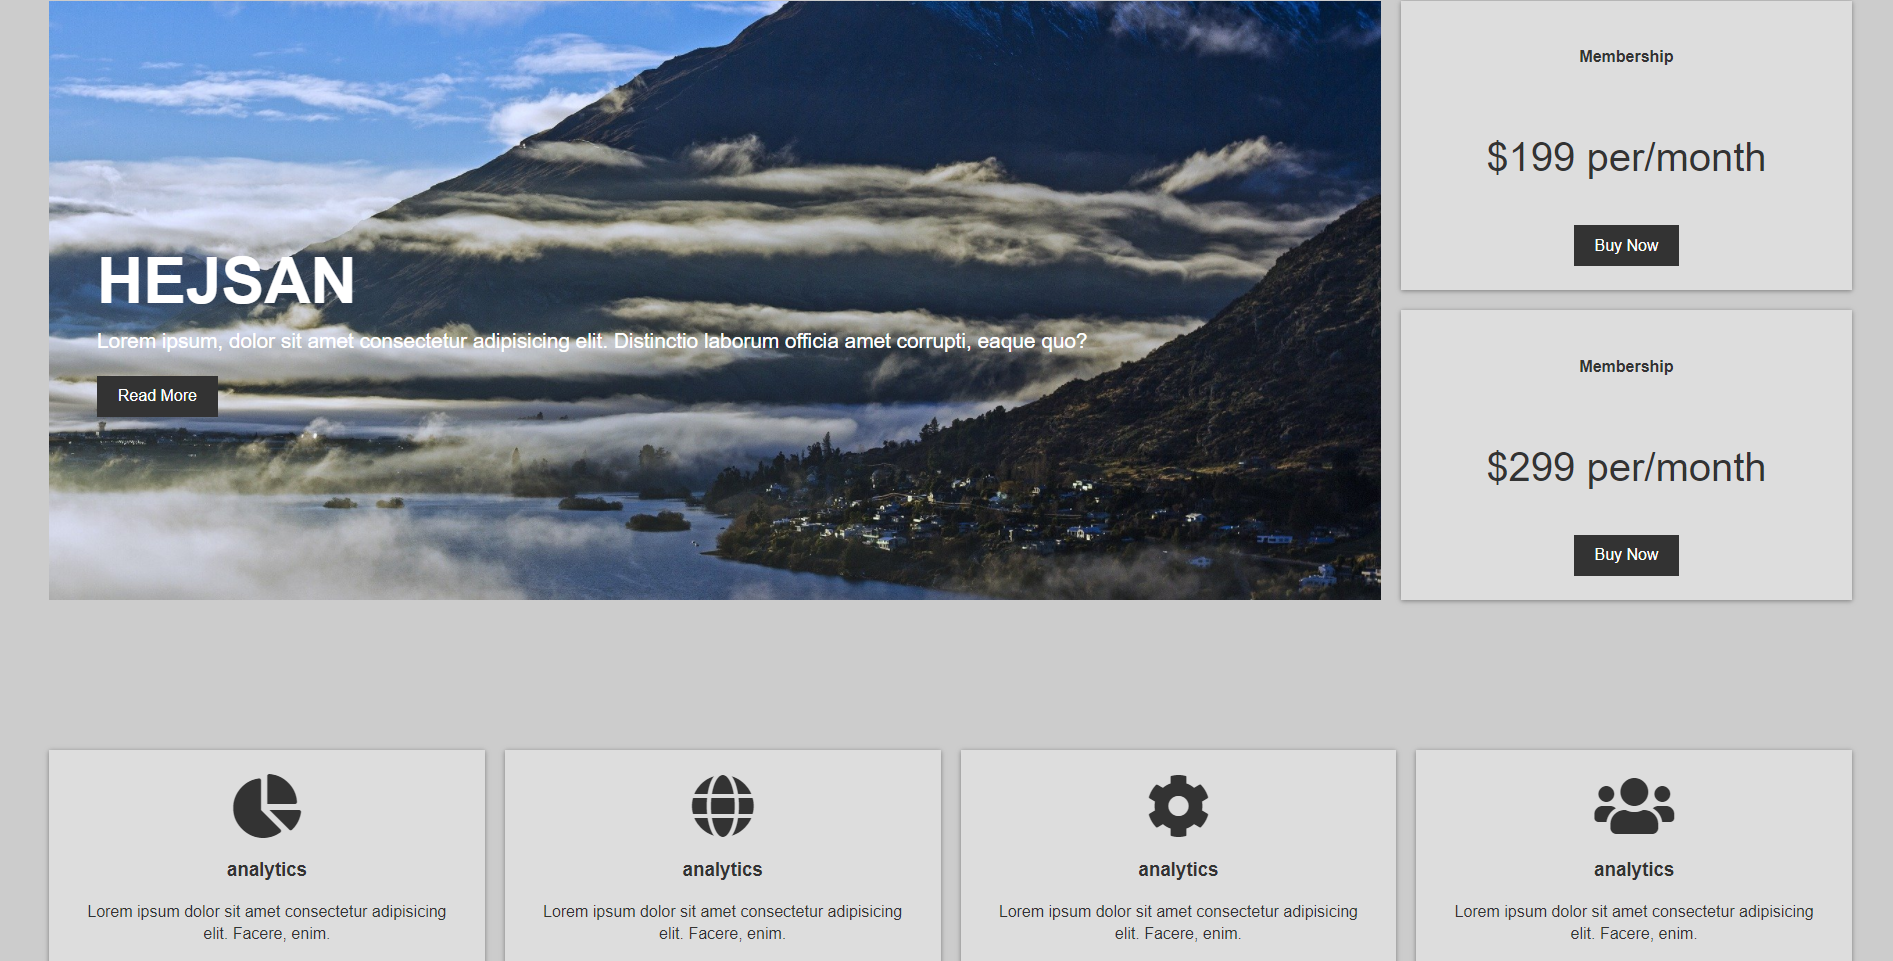 HEJSAN
Lorem ipsum, dolor sit amet consectetur adipisicing elit. Distinctio laborum officia amet corrupti, eaque quo?
Read More
Membership
$199 per/month
Buy Now
Membership
$299 per/month
Buy Now
analytics
Lorem ipsum dolor sit amet consectetur adipisicing
elit. Facere, enim.
analytics
Lorem ipsum dolor sit amet consectetur adipisicing
elit. Facere, enim.
analytics
Lorem ipsum dolor sit amet consectetur adipisicing
elit. Facere, enim.
analytics
Lorem ipsum dolor sit amet consectetur adipisicing
elit. Facere, enim.